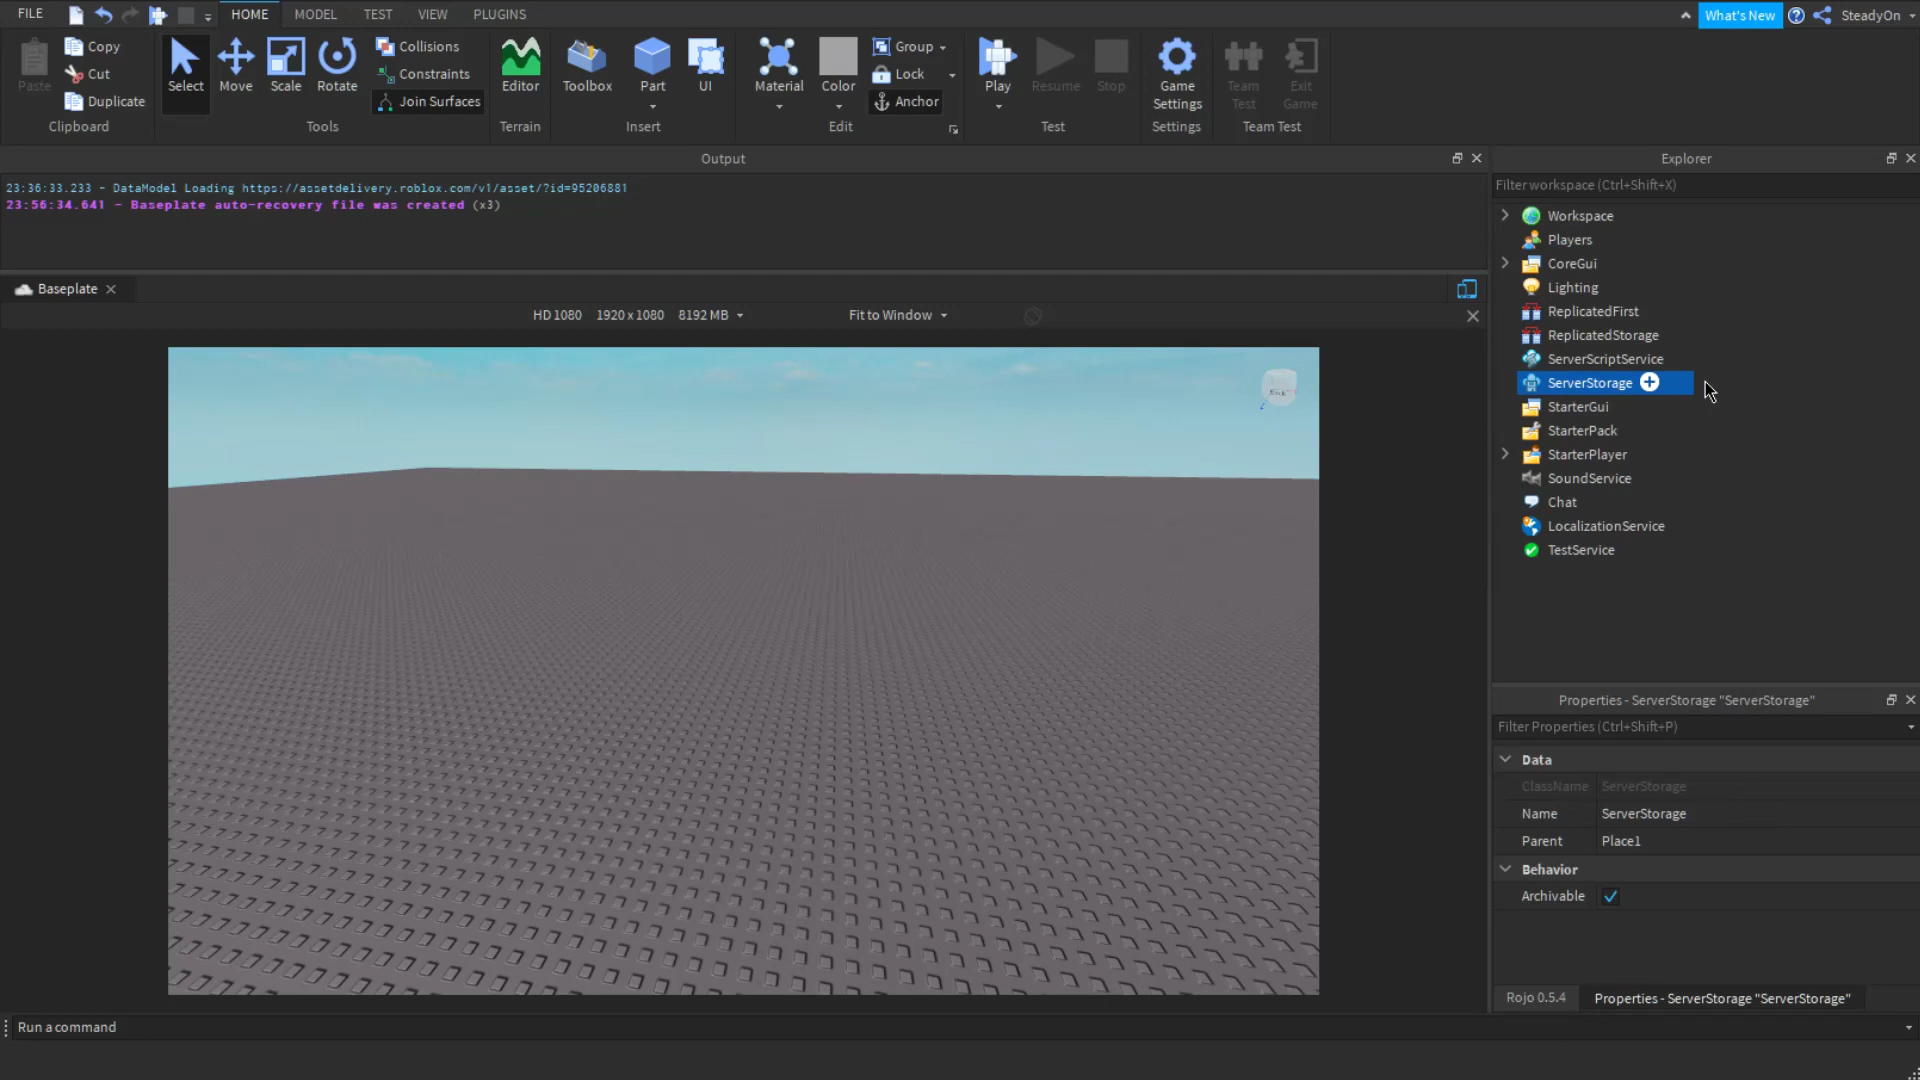 FILE HOME MODEL TEST VIEW PLUGINS What's New SteadyOn
Paste Copy Cut Duplicate Clipboard
Select Move Scale Rotate Collisions Constraints Join Surfaces Tools
Editor Terrain
Toolbox Part UI Insert
Material Color Group Lock Anchor Edit
Play Resume Stop Test
Game Settings Settings
Team Test Exit Game Team Test
Output
23:36:33.233 - DataModel Loading https://assetdelivery.roblox.com/v1/asset/?id=95206881
23:56:34.641 - Baseplate auto-recovery file was created (x3)
Baseplate
HD 1080 1920 x 1080 8192 MB Fit to Window
Explorer
Filter workspace (Ctrl+Shift+X)
Workspace
Players
CoreGui
Lighting
ReplicatedFirst
ReplicatedStorage
ServerScriptService
ServerStorage
StarterGui
StarterPack
StarterPlayer
SoundService
Chat
LocalizationService
TestService
Properties - ServerStorage "ServerStorage"
Filter Properties (Ctrl+Shift+P)
Data
ClassName ServerStorage
Name ServerStorage
Parent Place1
Behavior
Archivable
Rojo 0.5.4 Properties - ServerStorage "ServerStorage"
Run a command